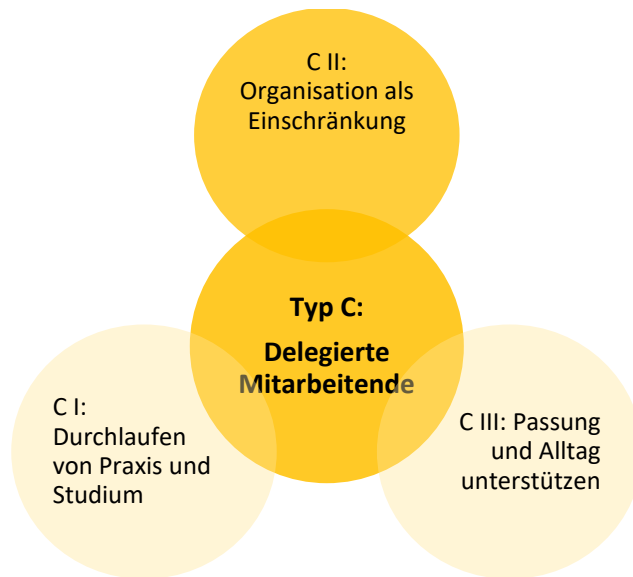 C II:
Organisation als
Einschränkung
Typ C:
Delegierte
Mitarbeitende
C I:
Durchlaufen
von Praxis und
Studium
C III: Passung
und Alltag
unterstützen